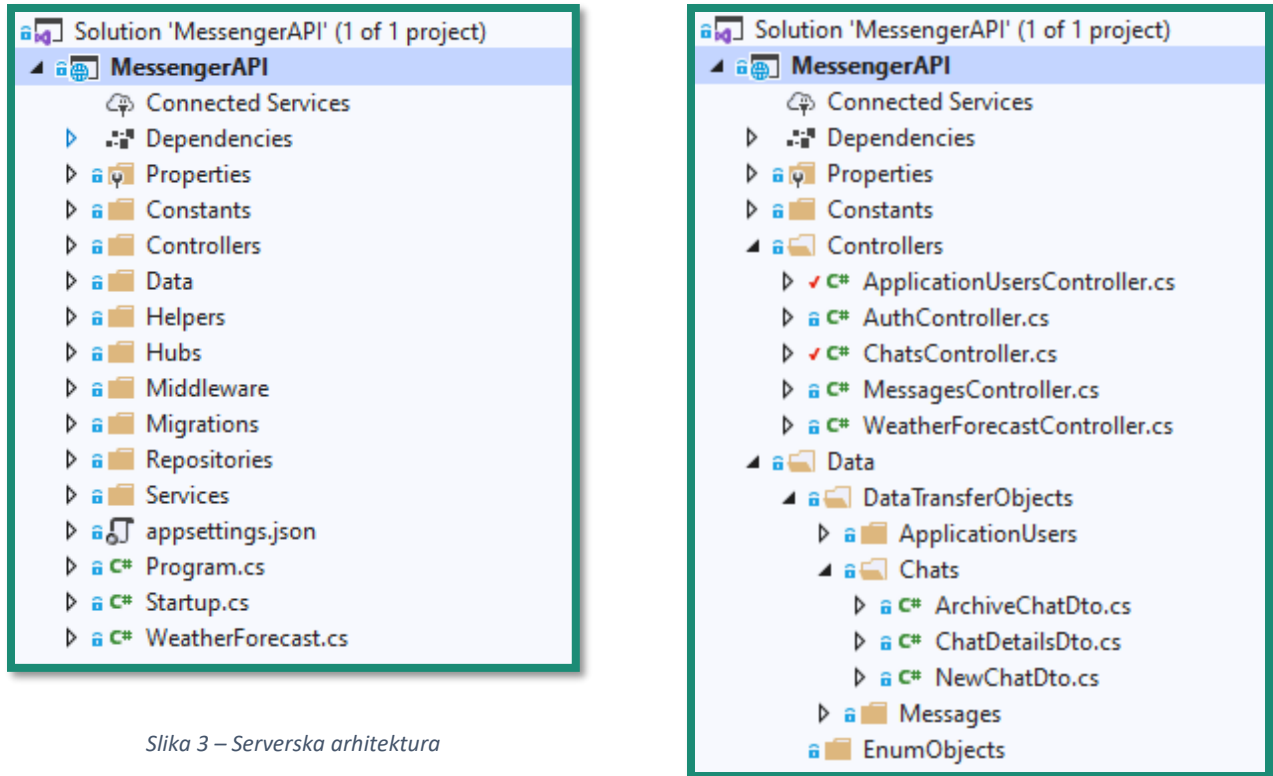 Solution 'MessengerAPI' (1 of 1 project)
MessengerAPI
Connected Services
Dependencies
Properties
Constants
Controllers
Data
Helpers
Hubs
Middleware
Migrations
Repositories
Services
appsettings.json
C# Program.cs
C# Startup.cs
C# WeatherForecast.cs
Slika 3 – Serverska arhitektura
Solution 'MessengerAPI' (1 of 1 project)
MessengerAPI
Connected Services
Dependencies
Properties
Constants
Controllers
C# ApplicationUsersController.cs
C# AuthController.cs
C# ChatsController.cs
C# MessagesController.cs
C# WeatherForecastController.cs
Data
DataTransferObjects
ApplicationUsers
Chats
C# ArchiveChatDto.cs
C# ChatDetailsDto.cs
C# NewChatDto.cs
Messages
EnumObjects